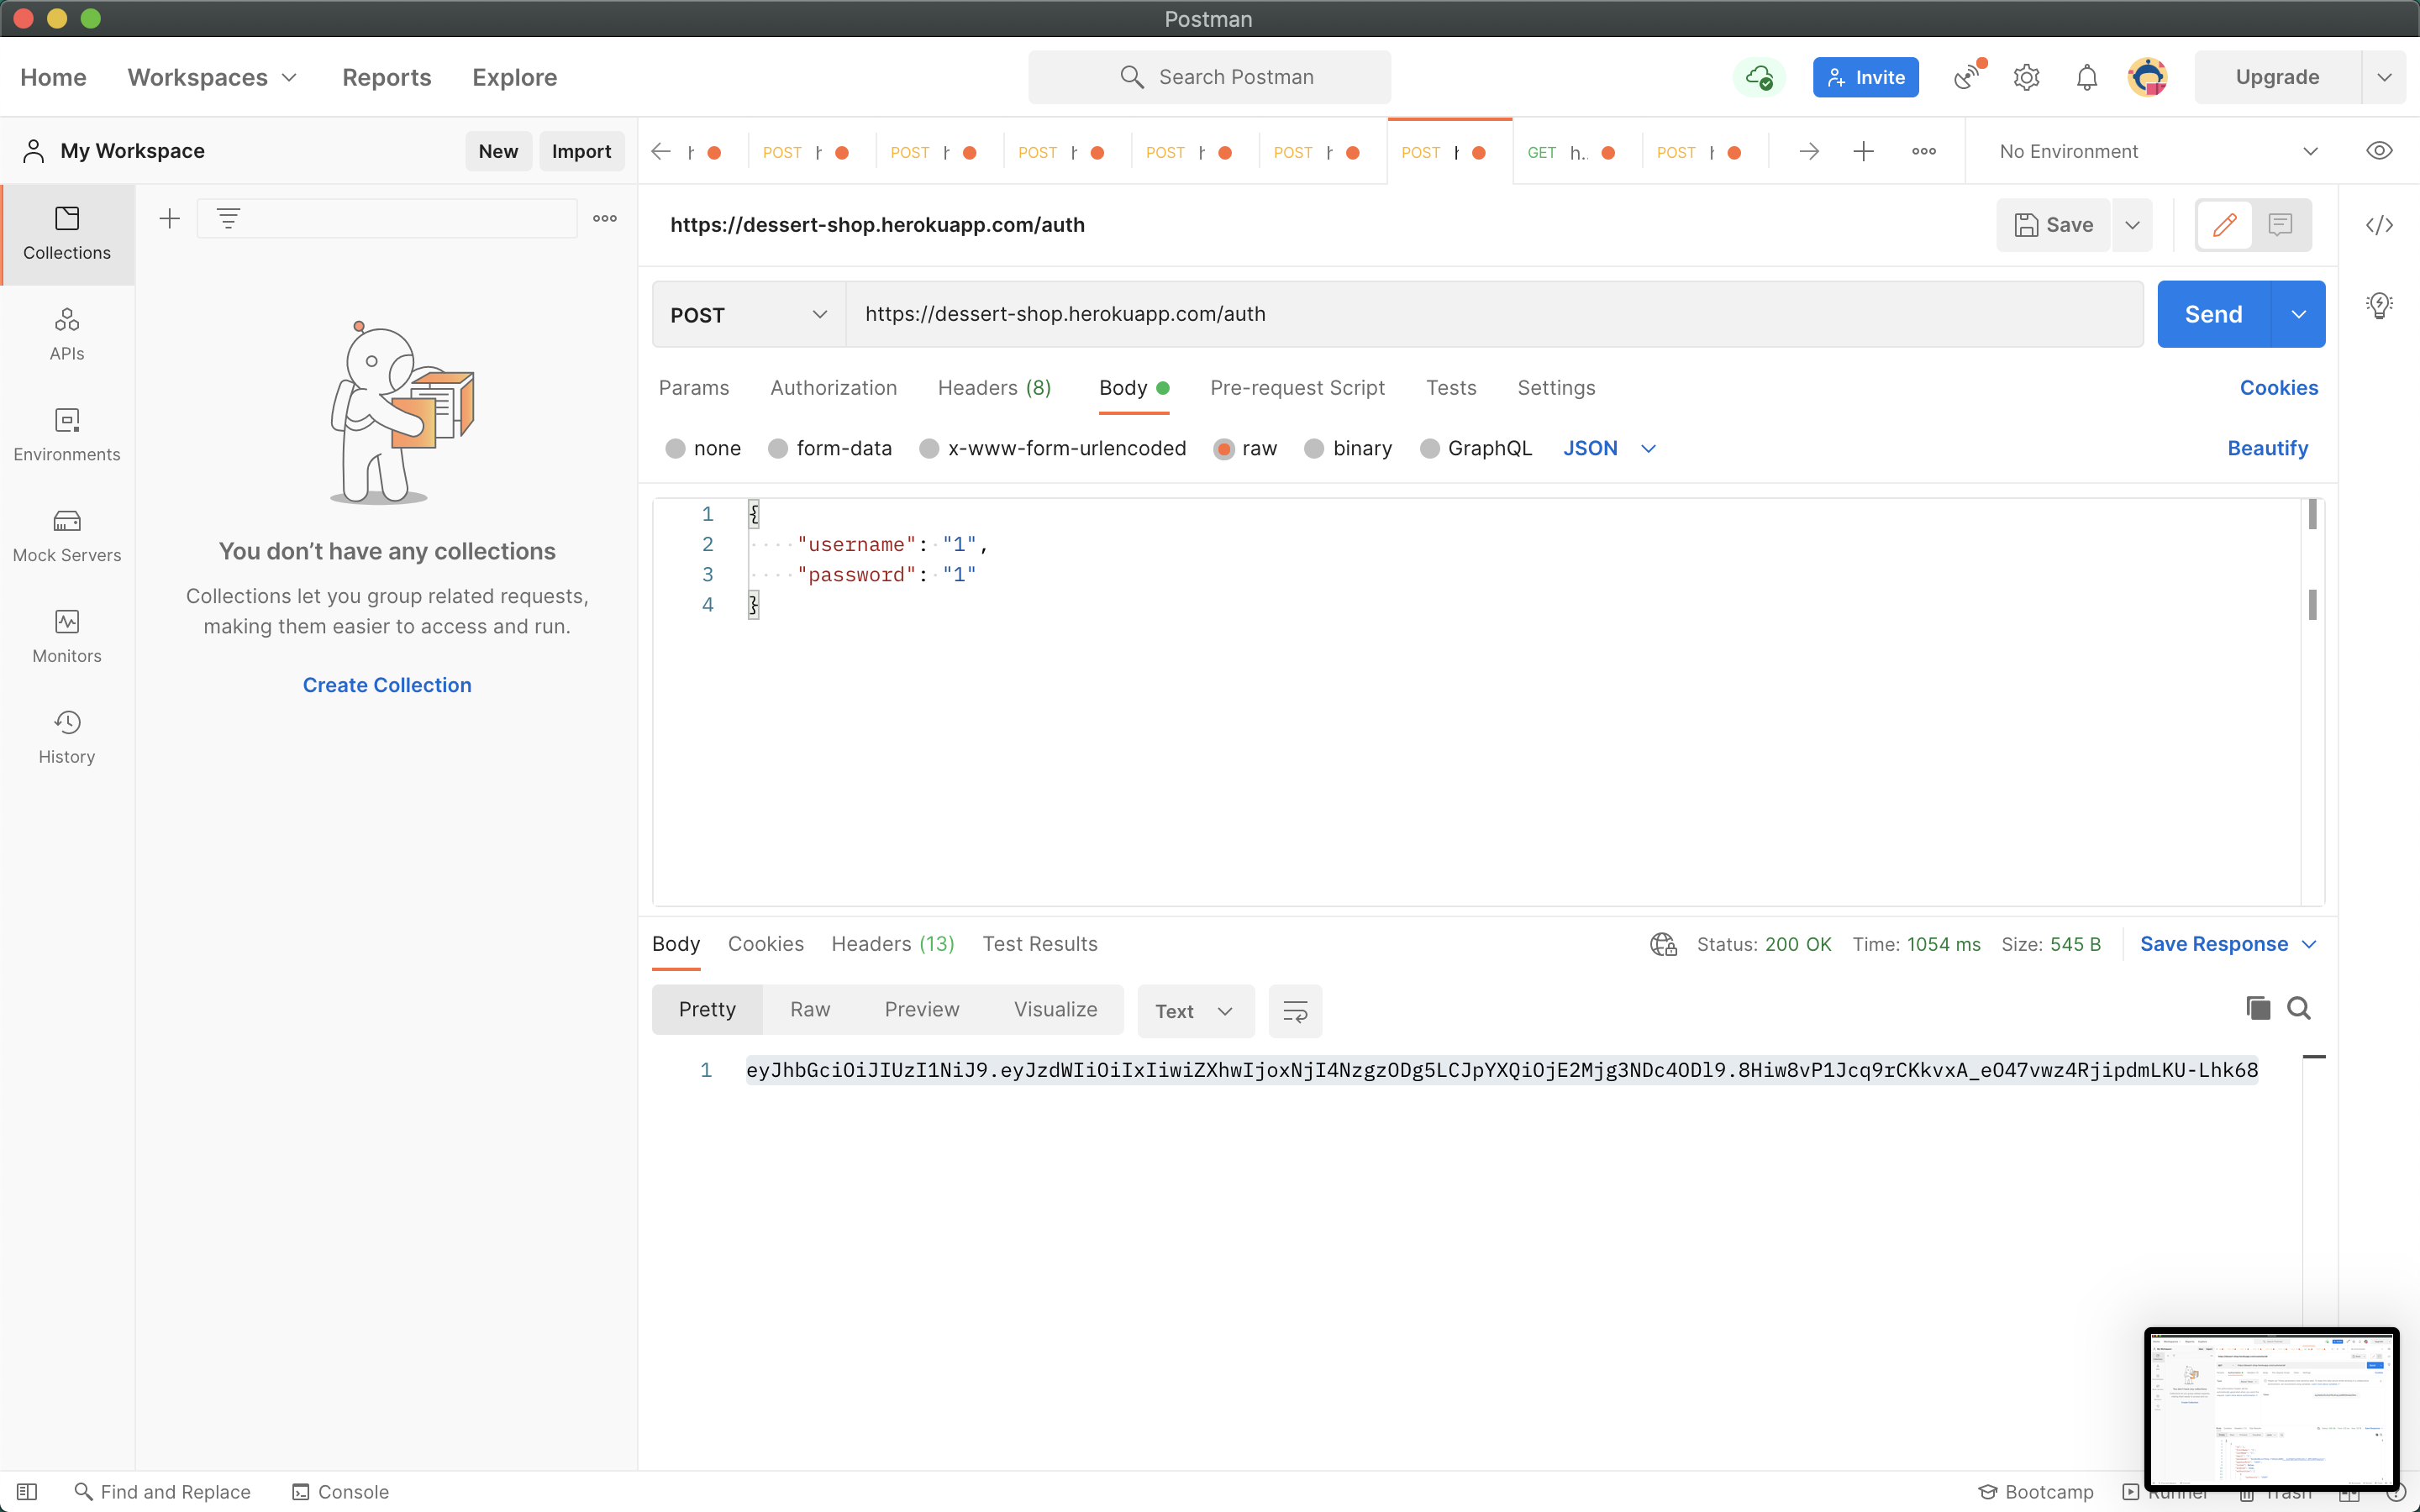 Postman
Home Workspaces Reports Explore Search Postman Invite Upgrade
My Workspace New Import POST POST POST POST POST POST GET h.. POST No Environment
Collections
APIs
Environments
Mock Servers
Monitors
History
You don’t have any collections
Collections let you group related requests,
making them easier to access and run.
Create Collection
https://dessert-shop.herokuapp.com/auth Save
POST https://dessert-shop.herokuapp.com/auth Send
Params Authorization Headers (8) Body Pre-request Script Tests Settings Cookies
none form-data x-www-form-urlencoded raw binary GraphQL JSON Beautify
1 {
2 "username": "1",
3 "password": "1"
4 }
Body Cookies Headers (13) Test Results Status: 200 OK Time: 1054 ms Size: 545 B Save Response
Pretty Raw Preview Visualize Text
1 eyJhbGciOiJIUzI1NiJ9.eyJzdWIiOiIxIiwiZXhwIjoxNjI4NzgzODg5LCJpYXQiOjE2Mjg3NDc4ODl9.8Hiw8vP1Jcq9rCKkvxA_eO47vwz4RjipdmLKU-Lhk68
Find and Replace Console Bootcamp Runner Trash